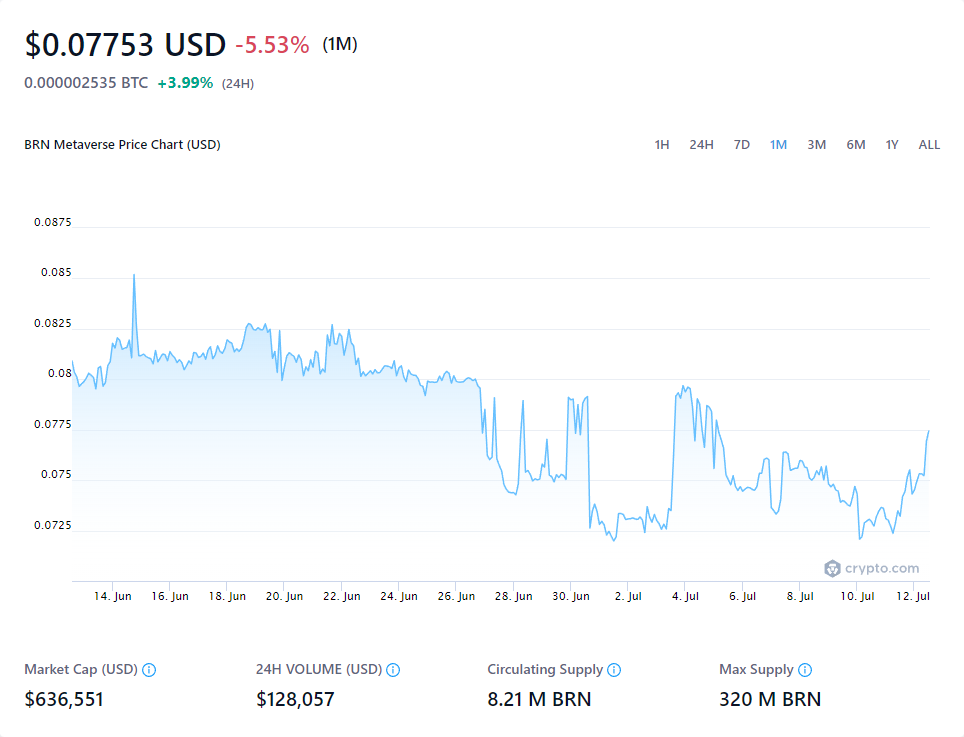 $0.07753 USD -5.53% (1M)
0.000002535 BTC +3.99% (24H)
BRN Metaverse Price Chart (USD) 1H 24H 7D 1M 3M 6M 1Y ALL
0.0875
0.085
0.0825
0.08
0.0775
0.075
0.0725
crypto.com
14. Jun 16. Jun 18. Jun 20. Jun 22. Jun 24. Jun 26. Jun 28. Jun 30. Jun 2. Jul 4. Jul 6. Jul 8. Jul 10. Jul 12. Jul
Market Cap (USD) 24H VOLUME (USD) Circulating Supply Max Supply
$636,551 $128,057 8.21 M BRN 320 M BRN